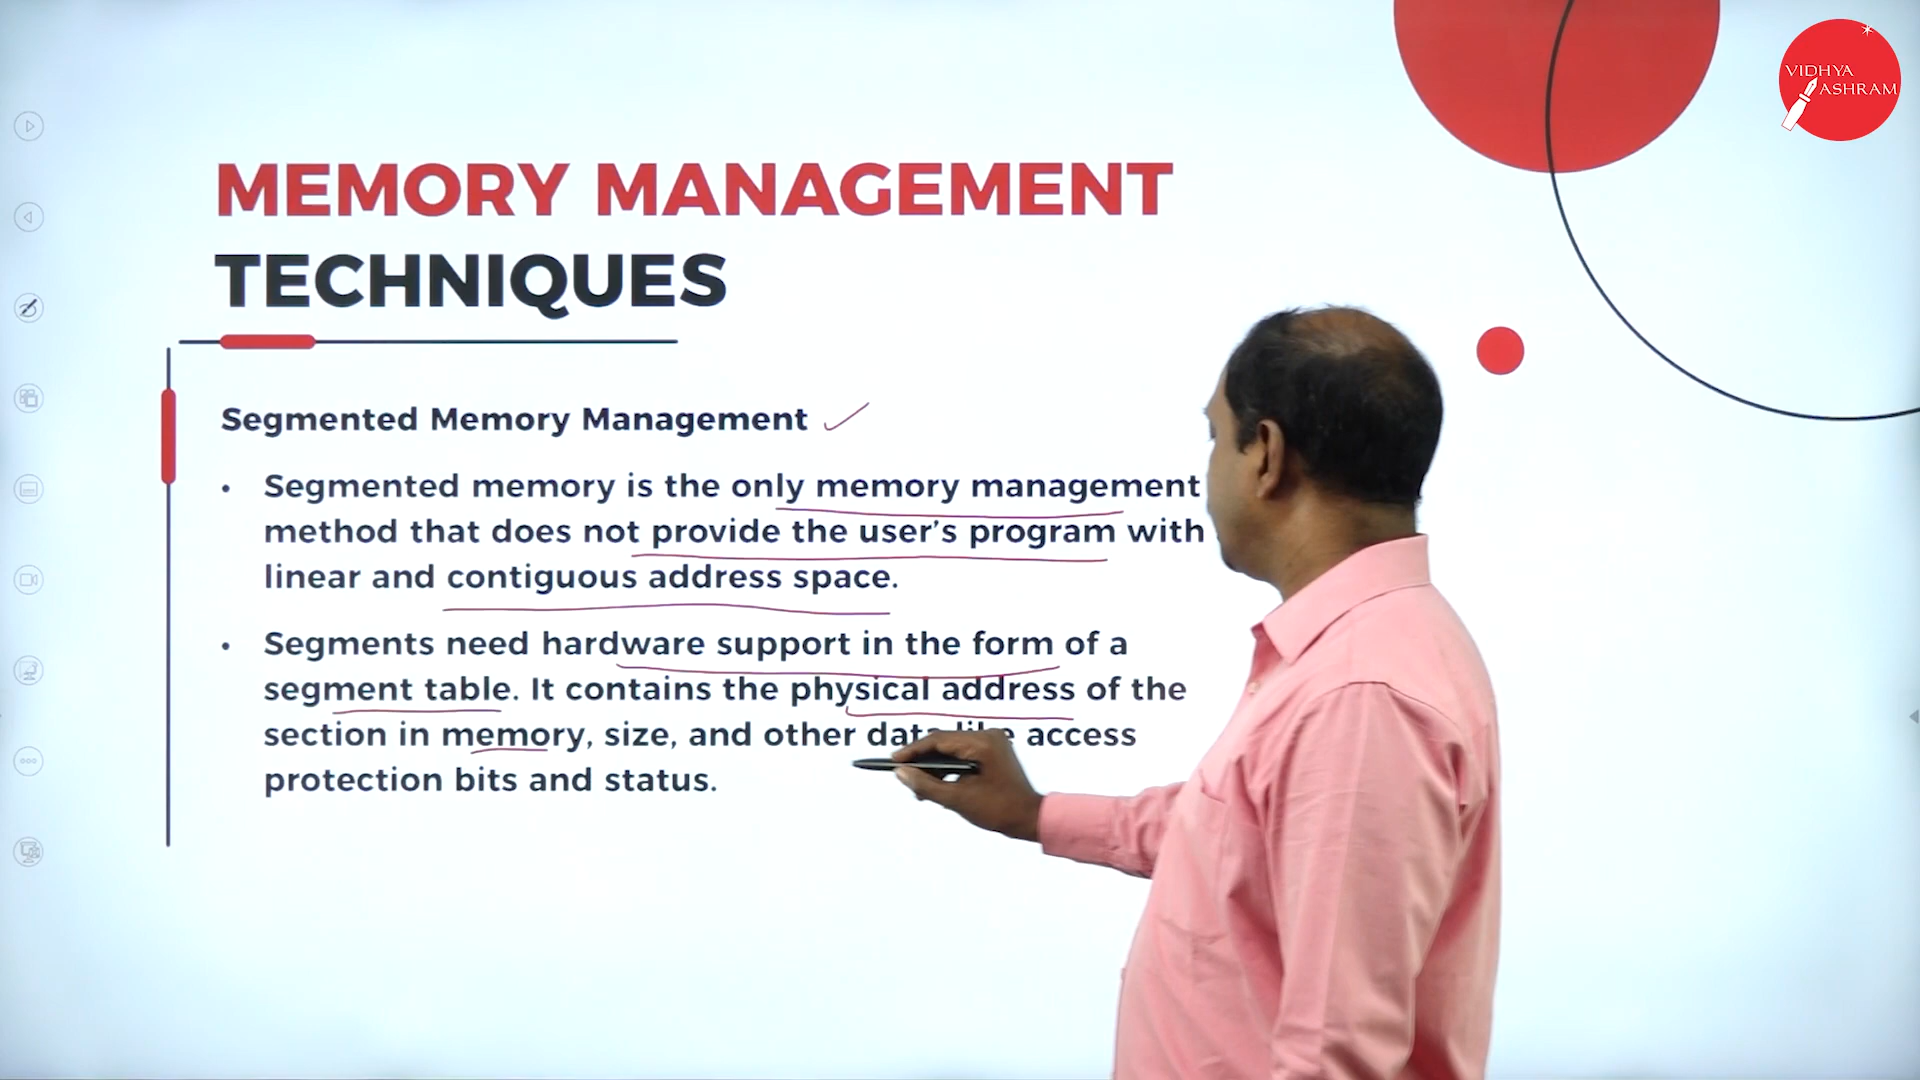 VIDHYA
ASHRAM
MEMORY MANAGEMENT
TECHNIQUES
Segmented Memory Management
• Segmented memory is the only memory management
method that does not provide the user's program with
linear and contiguous address space.
• Segments need hardware support in the form of a
segment table. It contains the physical address of the
section in memory, size, and other data like access
protection bits and status.